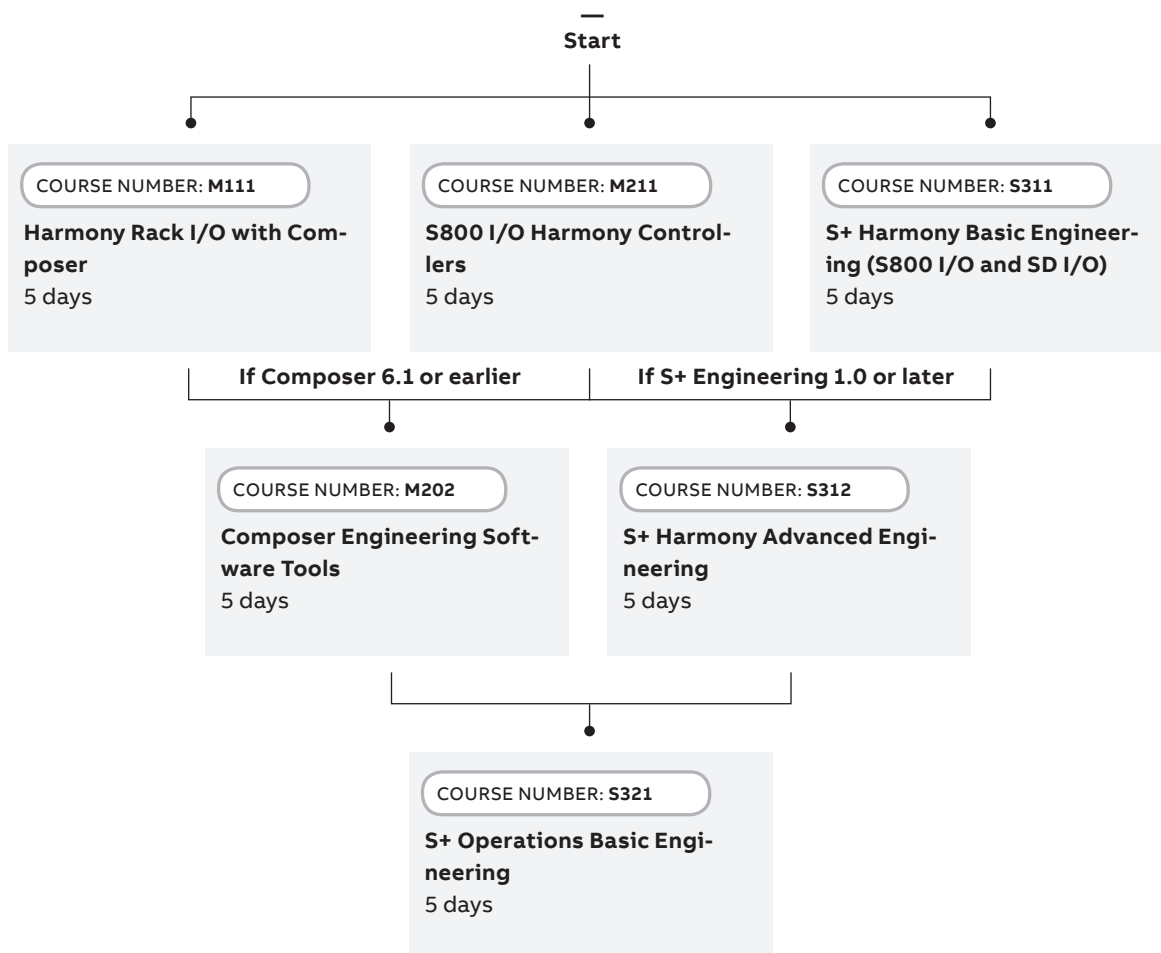 Start
COURSE NUMBER: M111
Harmony Rack I/O with Com-
poser
5 days
COURSE NUMBER: M211
S800 I/O Harmony Control-
lers
5 days
COURSE NUMBER: S311
S+ Harmony Basic Engineer-
ing (S800 I/O and SD I/O)
5 days
If Composer 6.1 or earlier
If S+ Engineering 1.0 or later
COURSE NUMBER: M202
Composer Engineering Soft-
ware Tools
5 days
COURSE NUMBER: S312
S+ Harmony Advanced Engi-
neering
5 days
COURSE NUMBER: S321
S+ Operations Basic Engi-
neering
5 days